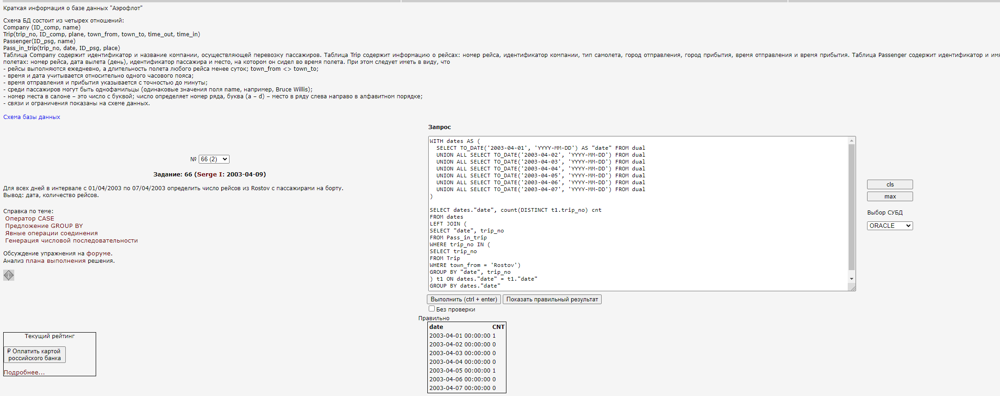 Краткая информация о базе данных "Аэрофлот"
Схема БД состоит из четырех отношений:
Company (ID_comp, name)
Trip(trip_no, ID_comp, plane, town_from, town_to, time_out, time_in)
Passenger(ID_psg, name)
Pass_in_trip(trip_no, date, ID_psg, place)
Таблица Company содержит идентификатор и название компании, осуществляющей перевозку пассажиров. Таблица Trip содержит информацию о рейсах: номер рейса, идентификатор компании, тип самолета, город отправления, город прибытия, время отправления и время прибытия. Таблица Passenger содержит идентификатор и имя
полетах: номер рейса, дата вылета (день), идентификатор пассажира и место, на котором он сидел во время полета. При этом следует иметь в виду, что
- рейсы выполняются ежедневно, а длительность полета любого рейса менее суток; town_from <> town_to;
- время и дата учитывается относительно одного часового пояса;
- время отправления и прибытия указывается с точностью до минуты;
- среди пассажиров могут быть однофамильцы (одинаковые значения поля name, например, Bruce Willis);
- номер места в салоне – это число с буквой; число определяет номер ряда, буква (a – d) – место в ряду слева направо в алфавитном порядке;
- связи и ограничения показаны на схеме данных.
Схема базы данных
№ 66 (2)
Задание: 66 (Serge I: 2003-04-09)
Для всех дней в интервале с 01/04/2003 по 07/04/2003 определить число рейсов из Rostov с пассажирами на борту.
Вывод: дата, количество рейсов.
Справка по теме:
Оператор CASE
Предложение GROUP BY
Явные операции соединения
Генерация числовой последовательности
Обсуждение упражнения на форуме.
Анализ плана выполнения решения.
Текущий рейтинг
₽ Оплатить картой
российского банка
Подробнее...
Запрос
WITH dates AS (
SELECT TO_DATE('2003-04-01', 'YYYY-MM-DD') AS "date" FROM dual
UNION ALL SELECT TO_DATE('2003-04-02', 'YYYY-MM-DD') FROM dual
UNION ALL SELECT TO_DATE('2003-04-03', 'YYYY-MM-DD') FROM dual
UNION ALL SELECT TO_DATE('2003-04-04', 'YYYY-MM-DD') FROM dual
UNION ALL SELECT TO_DATE('2003-04-05', 'YYYY-MM-DD') FROM dual
UNION ALL SELECT TO_DATE('2003-04-06', 'YYYY-MM-DD') FROM dual
UNION ALL SELECT TO_DATE('2003-04-07', 'YYYY-MM-DD') FROM dual
)
SELECT dates."date", count(DISTINCT t1.trip_no) cnt
FROM dates
LEFT JOIN (
SELECT "date", trip_no
FROM Pass_in_trip
WHERE trip_no IN (
SELECT trip_no
FROM Trip
WHERE town_from = 'Rostov')
GROUP BY "date", trip_no
) t1 ON dates."date" = t1."date"
GROUP BY dates."date"
cls
max
Выбор СУБД
ORACLE
Выполнить (ctrl + enter) Показать правильный результат
Без проверки
Правильно
date CNT
2003-04-01 00:00:00 1
2003-04-02 00:00:00 0
2003-04-03 00:00:00 0
2003-04-04 00:00:00 0
2003-04-05 00:00:00 1
2003-04-06 00:00:00 0
2003-04-07 00:00:00 0